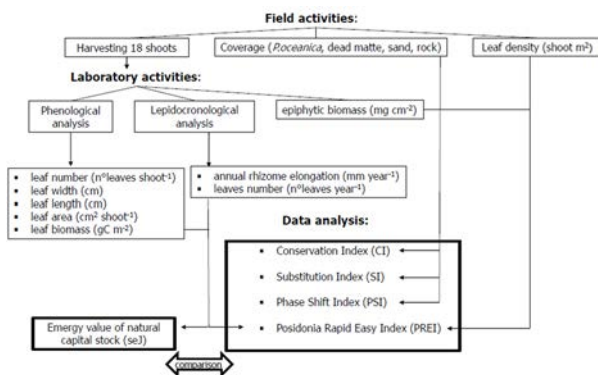 Field activities:
Harvesting 18 shoots
Coverage (P.oceanica, dead matte, sand, rock)
Leaf density (shoot m²)
Laboratory activities:
Phenological
analysis
Lepidocronological
analysis
epiphytic biomass (mg cm⁻²)
leaf number (n°leaves shoot⁻¹)
leaf width (cm)
leaf length (cm)
leaf area (cm² shoot⁻¹)
leaf biomass (gC m⁻²)
annual rhizome elongation (mm year⁻¹)
leaves number (n°leaves year⁻¹)
Data analysis:
Conservation Index (CI)
Substitution Index (SI)
Phase Shift Index (PSI)
Posidonia Rapid Easy Index (PREI)
Emergy value of natural
capital stock (seJ)
comparison